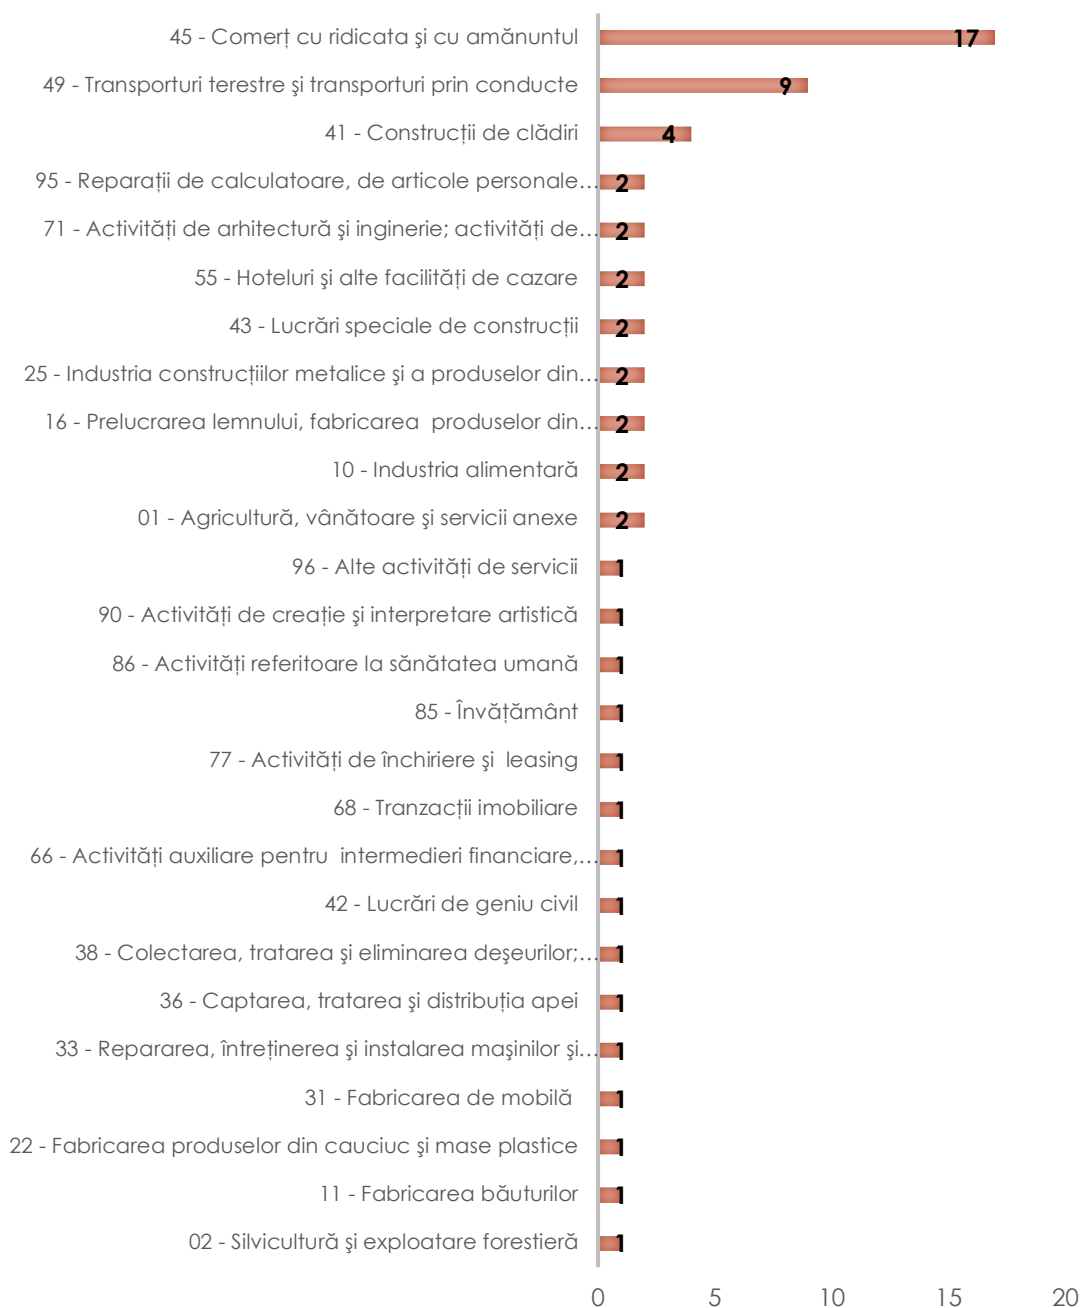 45 - Comerț cu ridicata şi cu amănuntul 17
49 - Transporturi terestre şi transporturi prin conducte 9
41 - Construcții de clădiri 4
95 - Reparații de calculatoare, de articole personale… 2
71 - Activități de arhitectură şi inginerie; activități de… 2
55 - Hoteluri şi alte facilități de cazare 2
43 - Lucrări speciale de construcții 2
25 - Industria construcțiilor metalice şi a produselor din… 2
16 - Prelucrarea lemnului, fabricarea  produselor din… 2
10 - Industria alimentară 2
01 - Agricultură, vânătoare şi servicii anexe 2
96 - Alte activități de servicii 1
90 - Activități de creație şi interpretare artistică 1
86 - Activități referitoare la sănătatea umană 1
85 - Învățământ 1
77 - Activități de închiriere şi  leasing 1
68 - Tranzacții imobiliare 1
66 - Activități auxiliare pentru  intermedieri financiare,… 1
42 - Lucrări de geniu civil 1
38 - Colectarea, tratarea şi eliminarea deşeurilor;… 1
36 - Captarea, tratarea şi distribuția apei 1
33 - Repararea, întreținerea şi instalarea maşinilor şi… 1
31 - Fabricarea de mobilă 1
22 - Fabricarea produselor din cauciuc şi mase plastice 1
11 - Fabricarea băuturilor 1
02 - Silvicultură şi exploatare forestieră 1
0 5 10 15 20